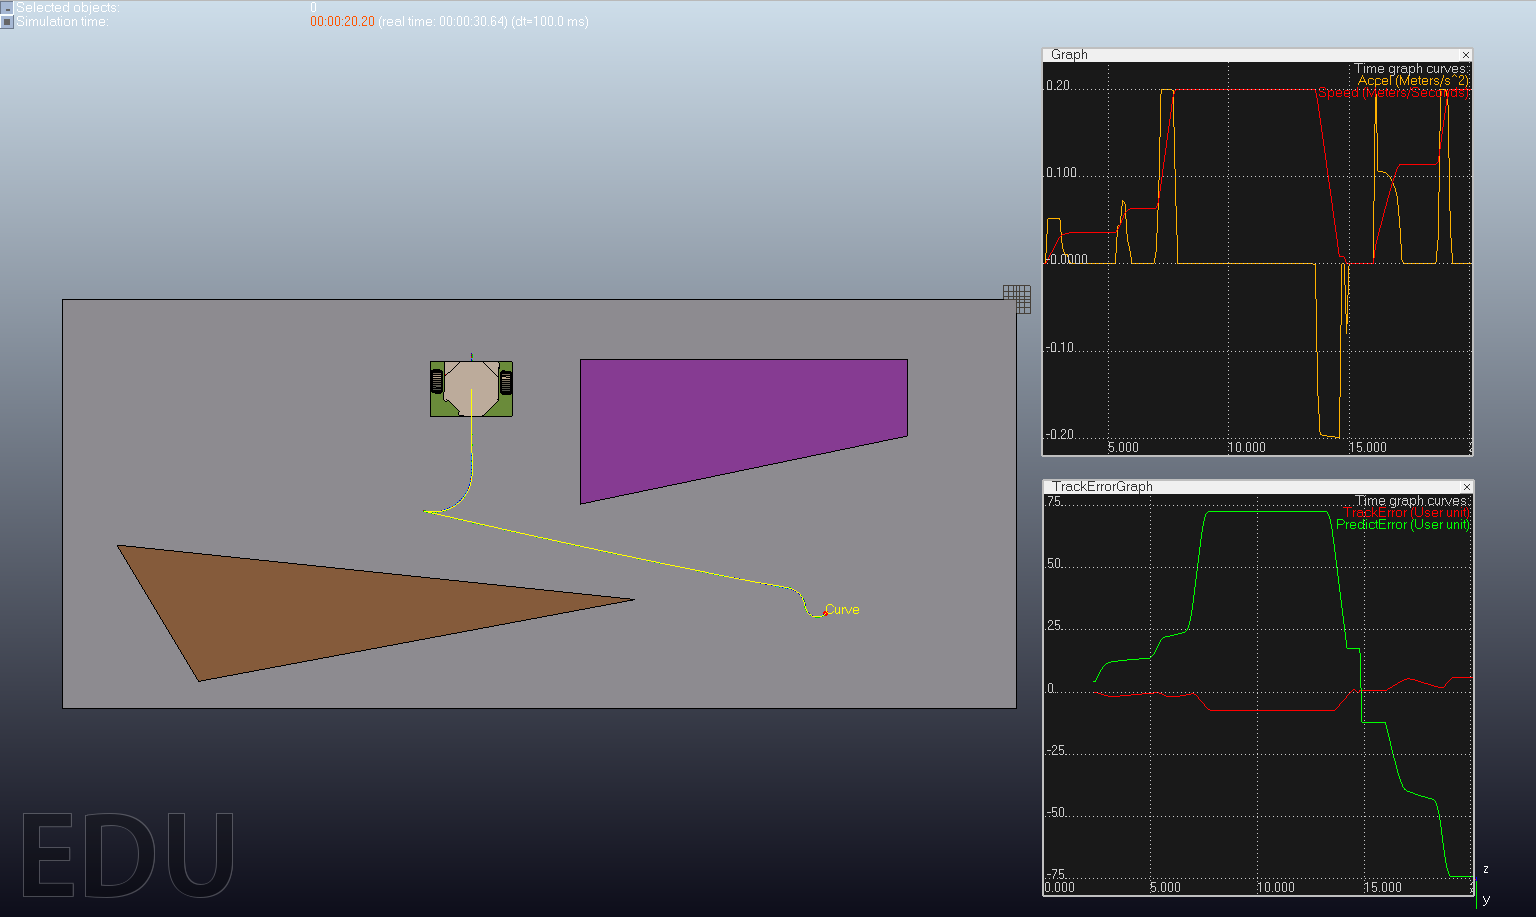 Selected objects: 0
Simulation time: 00:00:20.20 (real time: 00:00:30.64) (dt=100.0 ms)
Graph
Time graph curves:
Accel (Meters/s^2)
Speed (Meters/Seconds)
0.20
0.100
-0.0000
-0.10
-0.20
5.000 10.000 15.000
Curve
TrackErrorGraph
Time graph curves:
TrackError (User unit)
PredictError (User unit)
75.
50.
25.
0.
-25.
-50.
-75.
0.000 5.000 10.000 15.000
z
y
EDU